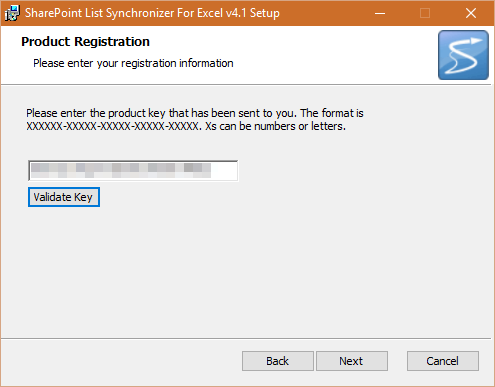 SharePoint List Synchronizer For Excel v4.1 Setup
Product Registration
Please enter your registration information
Please enter the product key that has been sent to you. The format is
XXXXXX-XXXXX-XXXXX-XXXXX-XXXXX. Xs can be numbers or letters.
Validate Key
Back Next Cancel